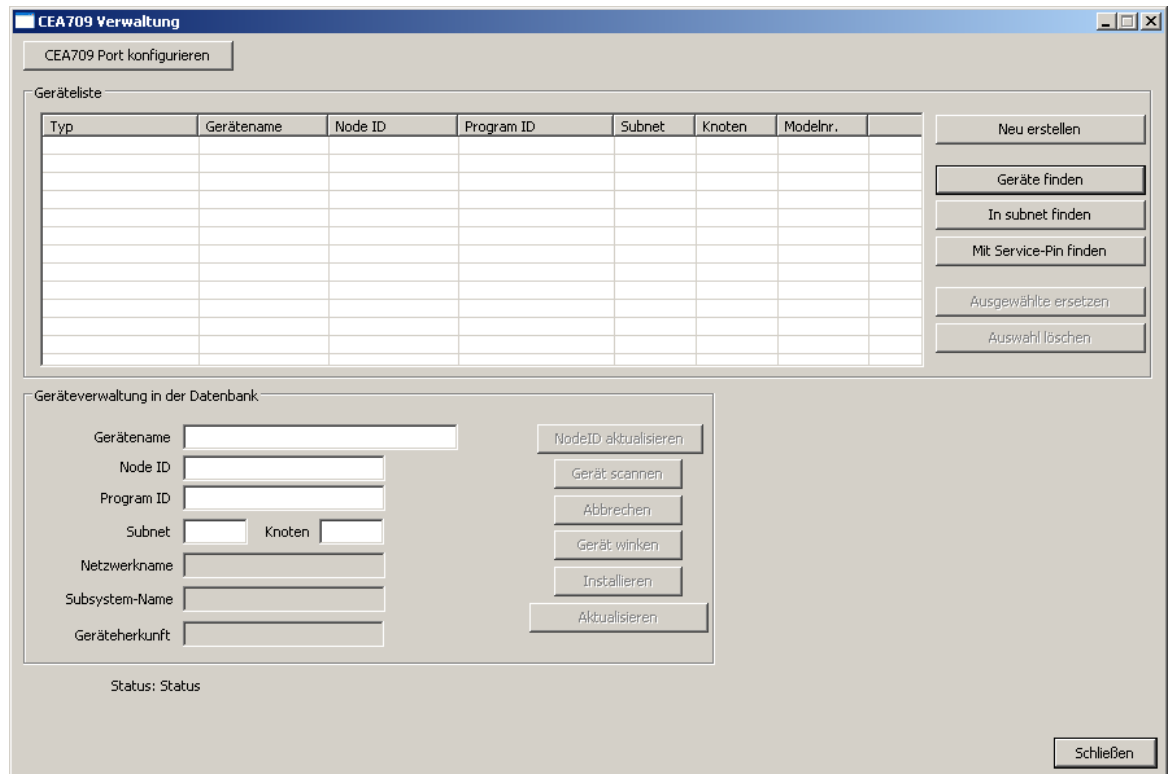 CEA709 Verwaltung
CEA709 Port konfigurieren
Geräteliste
Typ Gerätename Node ID Program ID Subnet Knoten Modelnr.
Neu erstellen
Geräte finden
In subnet finden
Mit Service-Pin finden
Ausgewählte ersetzen
Auswahl löschen
Geräteverwaltung in der Datenbank
Gerätename
Node ID
Program ID
Subnet Knoten
Netzwerkname
Subsystem-Name
Geräteherkunft
NodeID aktualisieren
Gerät scannen
Abbrechen
Gerät winken
Installieren
Aktualisieren
Status: Status
Schließen